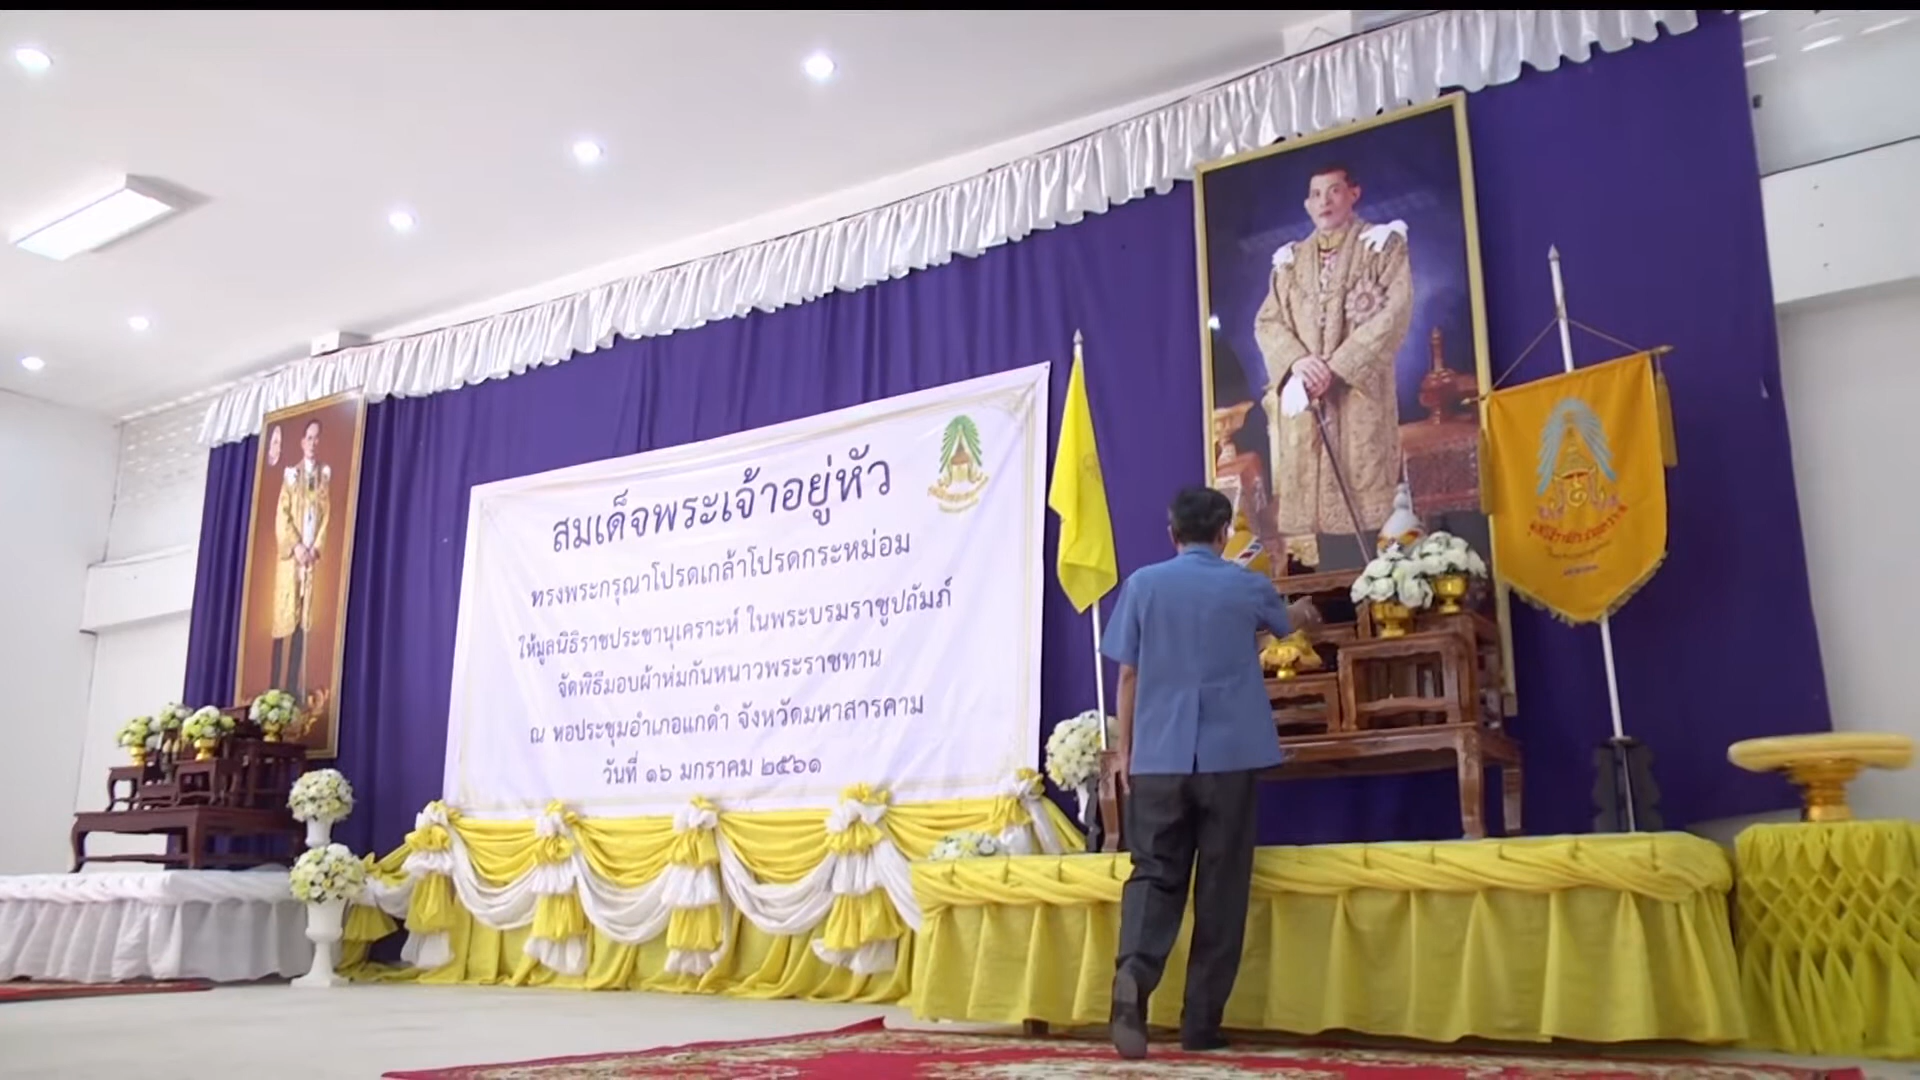 สมเด็จพระเจ้าอยู่หัว
ทรงพระกรุณาโปรดเกล้าโปรดกระหม่อม
ให้มูลนิธิราชประชานุเคราะห์ ในพระบรมราชูปถัมภ์
จัดพิธีมอบผ้าห่มกันหนาวพระราชทาน
ณ หอประชุมอำเภอแกดำ จังหวัดมหาสารคาม
วันที่ ๑๖ มกราคม ๒๕๖๑